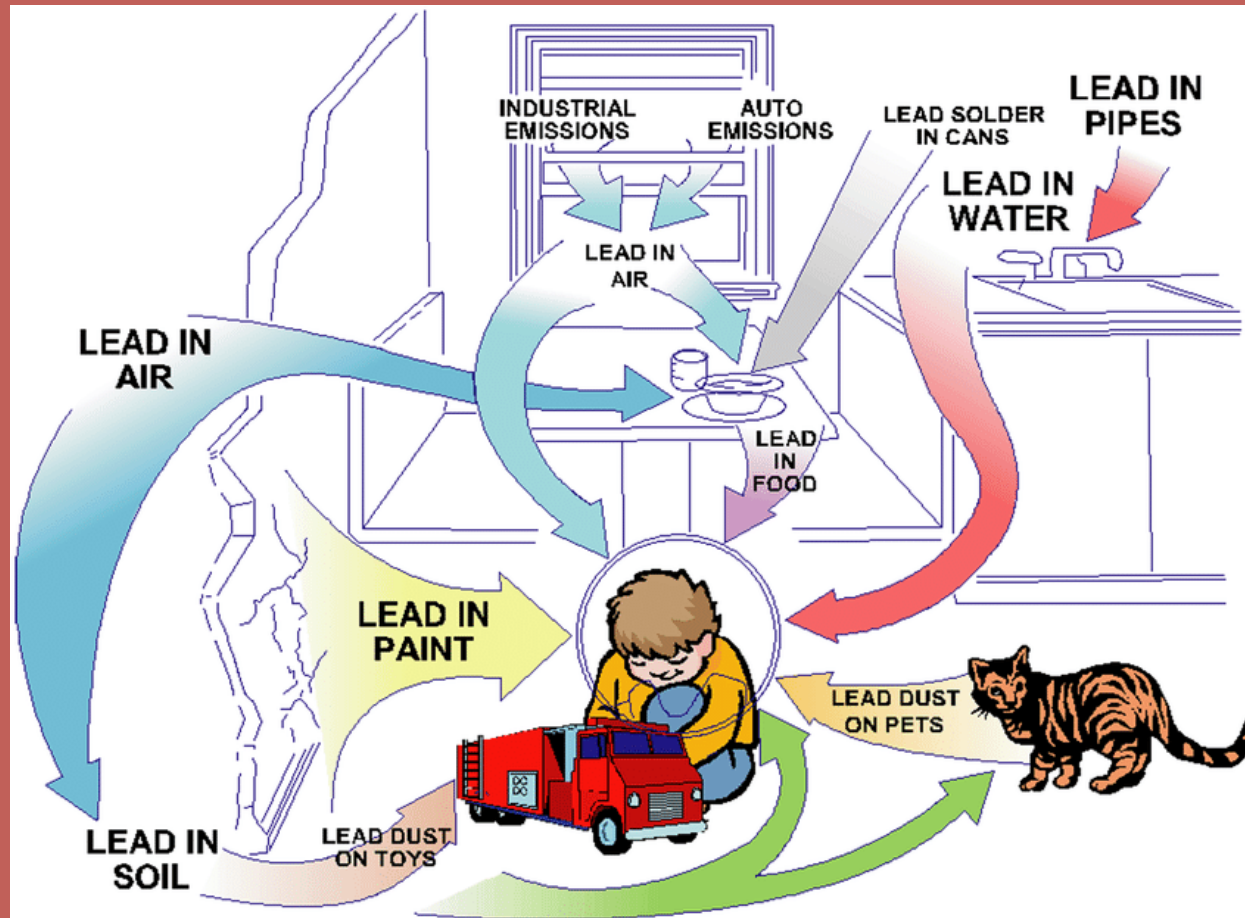 INDUSTRIAL
EMISSIONS
AUTO
EMISSIONS
LEAD SOLDER
IN CANS
LEAD IN
PIPES
LEAD IN
WATER
LEAD IN
AIR
LEAD IN
AIR
LEAD
IN
FOOD
LEAD IN
PAINT
LEAD DUST
ON PETS
LEAD IN
SOIL
LEAD DUST
ON TOYS